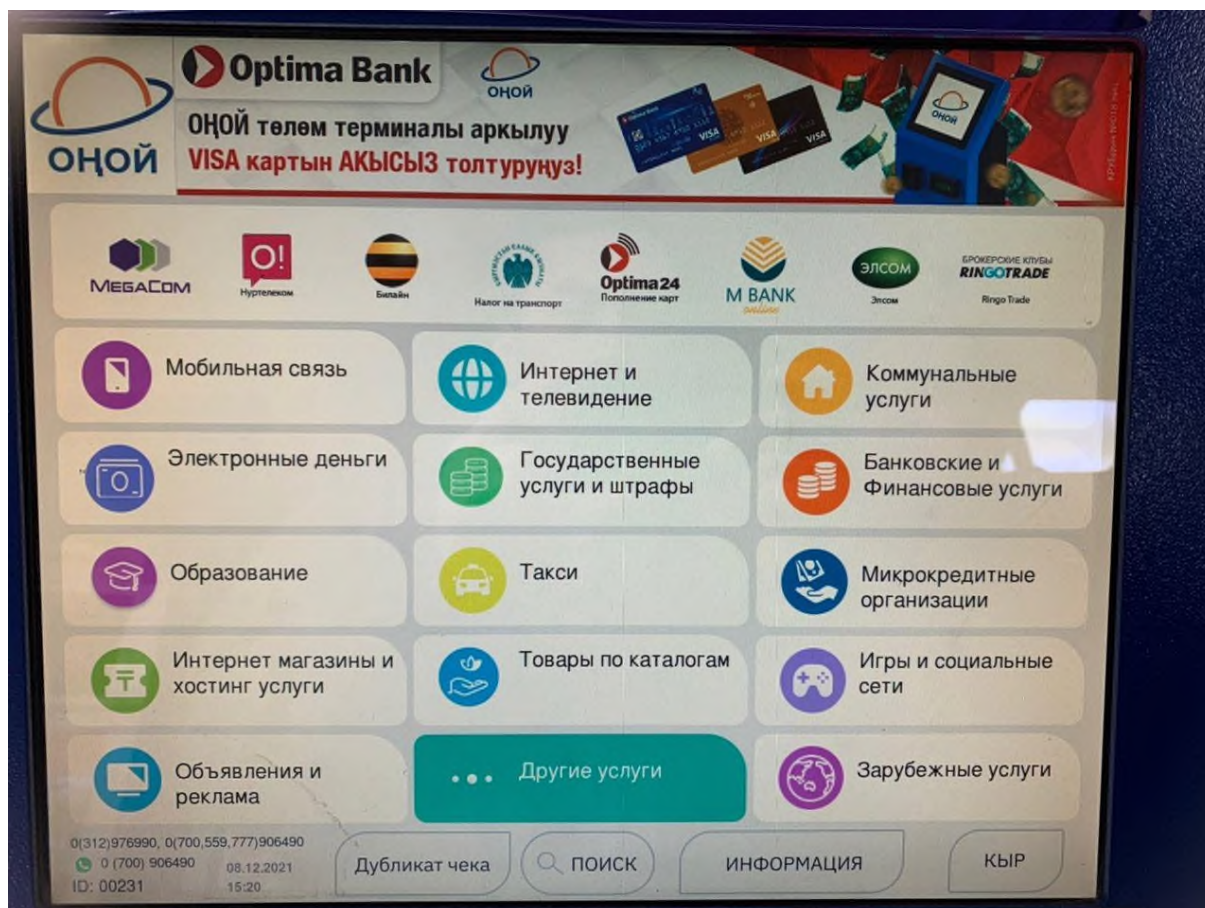 Optima Bank
оңой
ОҢОЙ төлөм терминалы аркылуу
VISA картын АКЫСЫЗ толтуруңуз!
оңой
VISA
VISA
VISA
оңой
MEGACOM
O!
Нуртелеком
Билайн
Налог на транспорт
Optima24
Пополнение карт
M BANK
online
ЭЛСОМ
Элсом
БРОКЕРСКИЕ КЛУБЫ
RINGOTRADE
Ringo Trade
Мобильная связь
Интернет и
телевидение
Коммунальные
услуги
Электронные деньги
Государственные
услуги и штрафы
Банковские и
Финансовые услуги
Образование
Такси
Микрокредитные
организации
Интернет магазины и
хостинг услуги
Товары по каталогам
Игры и социальные
сети
Объявления и
реклама
Другие услуги
Зарубежные услуги
0(312)976990, 0(700,559,777)906490
0 (700) 906490
08.12.2021
ID: 00231
15:20
Дубликат чека
ПОИСК
ИНФОРМАЦИЯ
КЫР